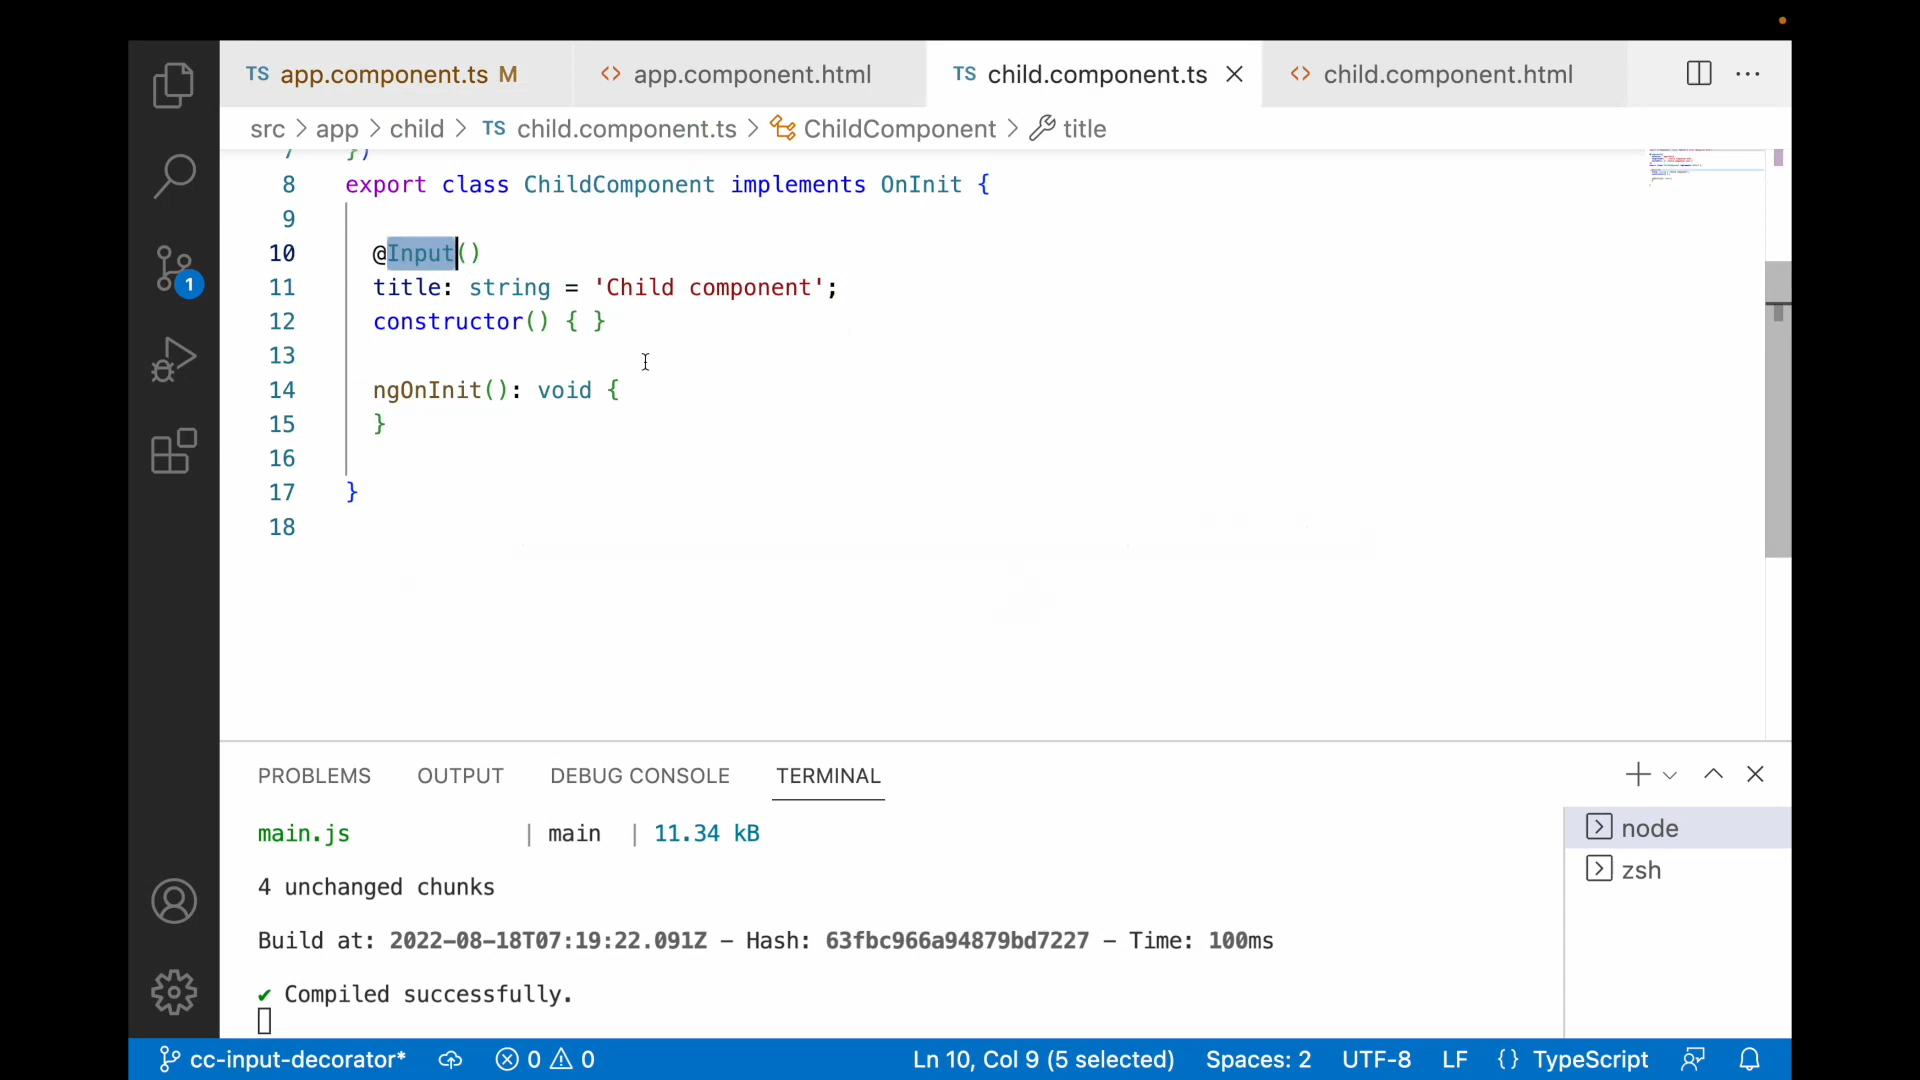 TS app.component.ts M <> app.component.html TS child.component.ts <> child.component.html
src > app > child > TS child.component.ts > ChildComponent > title
7 })
8 export class ChildComponent implements OnInit {
9
10 @Input()
11 title: string = 'Child component';
12 constructor() { }
13
14 ngOnInit(): void {
15 }
16
17 }
18
1
PROBLEMS OUTPUT DEBUG CONSOLE TERMINAL
main.js | main | 11.34 kB
4 unchanged chunks
Build at: 2022-08-18T07:19:22.091Z - Hash: 63fbc966a94879bd7227 - Time: 100ms
✔ Compiled successfully.
node
zsh
cc-input-decorator* 0 0 Ln 10, Col 9 (5 selected) Spaces: 2 UTF-8 LF {} TypeScript